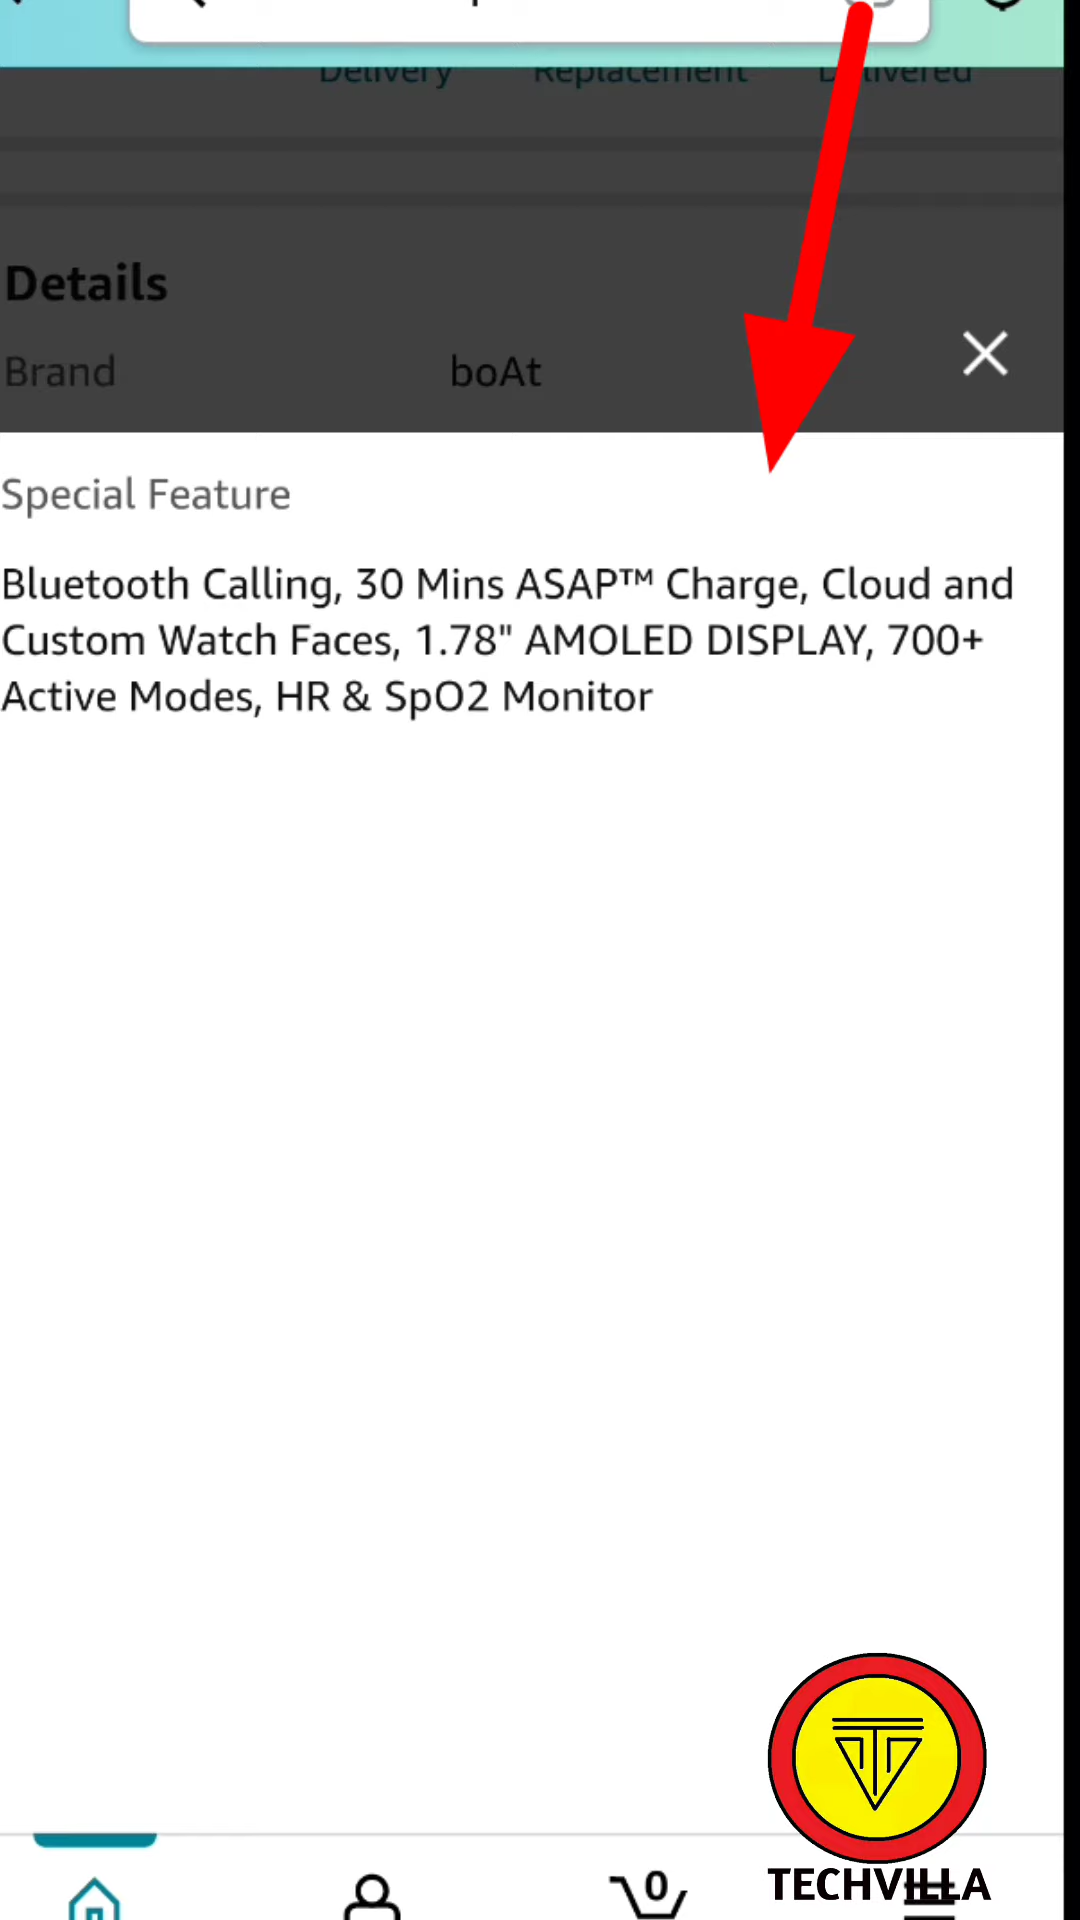 Delivery Replacement Delivered
Details
Brand boAt
Special Feature
Bluetooth Calling, 30 Mins ASAP™ Charge, Cloud and
Custom Watch Faces, 1.78" AMOLED DISPLAY, 700+
Active Modes, HR & SpO2 Monitor
0
TECHVILLA